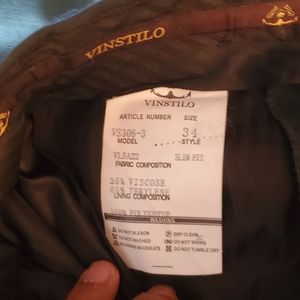 VINSTILO
VINSTILO
ARTICLE NUMBER SIZE
VS306-3 34
MODEL STYLE
VL5AX2 SLIM FIT
FABRIC COMPOSITION
35% VISCOSE
65% TERYLENE
LINING COMPOSITION
100% POLYESTER
WARNING
DO NOT BLEACH DRY CLEAN
DO NOT WASHED DO NOT WRING
IRONING MODERATE DO NOT TUMBLE DRY